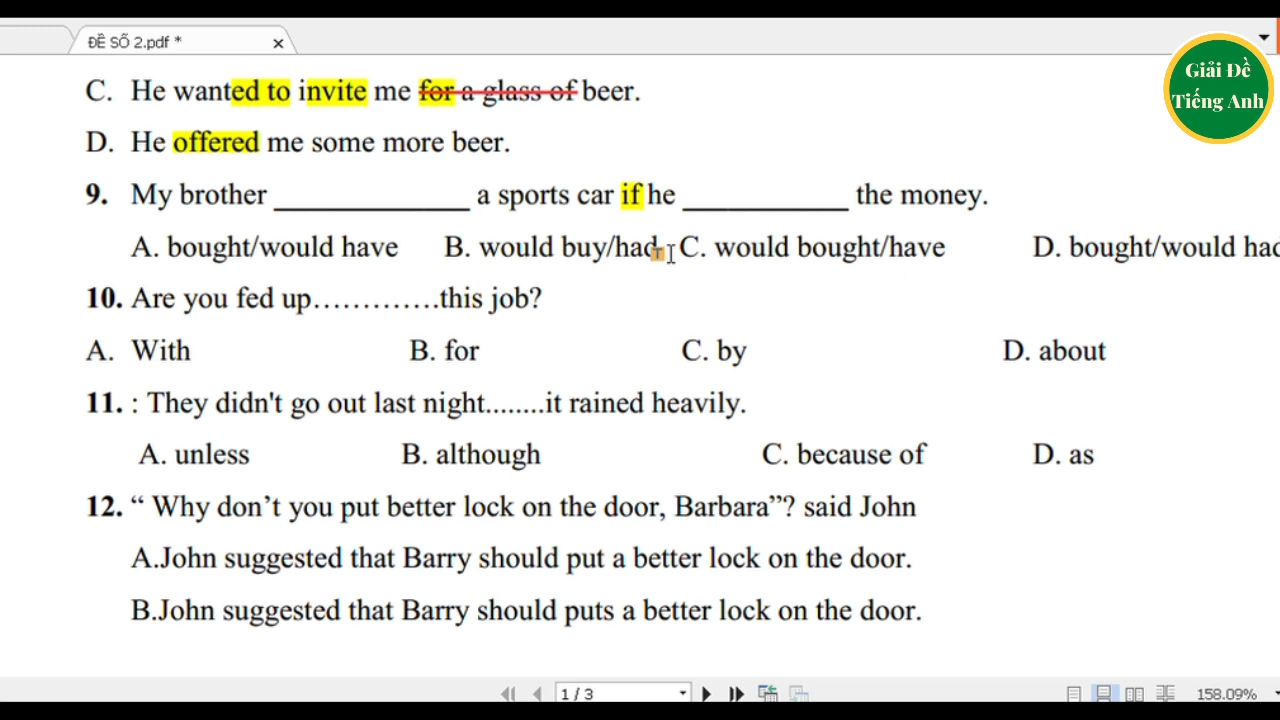 ĐỀ SỐ 2.pdf *
Giải Đề
Tiếng Anh
C. He wanted to invite me for a glass of beer.
D. He offered me some more beer.
9. My brother _____________ a sports car if he ___________ the money.
A. bought/would have B. would buy/had C. would bought/have D. bought/would had
10. Are you fed up.............this job?
A. With B. for C. by D. about
11. : They didn't go out last night........it rained heavily.
A. unless B. although C. because of D. as
12. “ Why don’t you put better lock on the door, Barbara”? said John
A.John suggested that Barry should put a better lock on the door.
B.John suggested that Barry should puts a better lock on the door.
1 / 3
158.09%